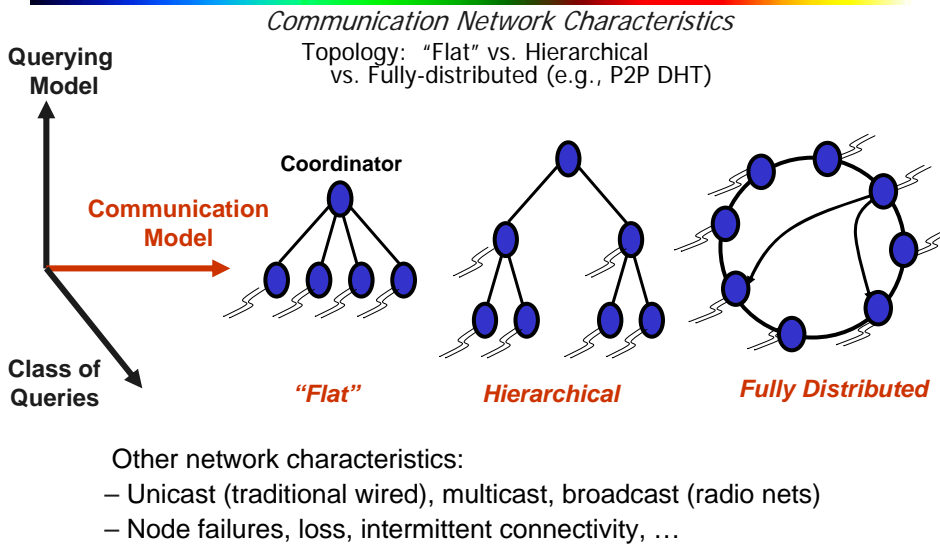 Communication Network Characteristics
Topology: “Flat” vs. Hierarchical
vs. Fully-distributed (e.g., P2P DHT)
Querying
Model
Coordinator
Communication
Model
Class of
Queries
“Flat”
Hierarchical
Fully Distributed
Other network characteristics:
– Unicast (traditional wired), multicast, broadcast (radio nets)
– Node failures, loss, intermittent connectivity, …